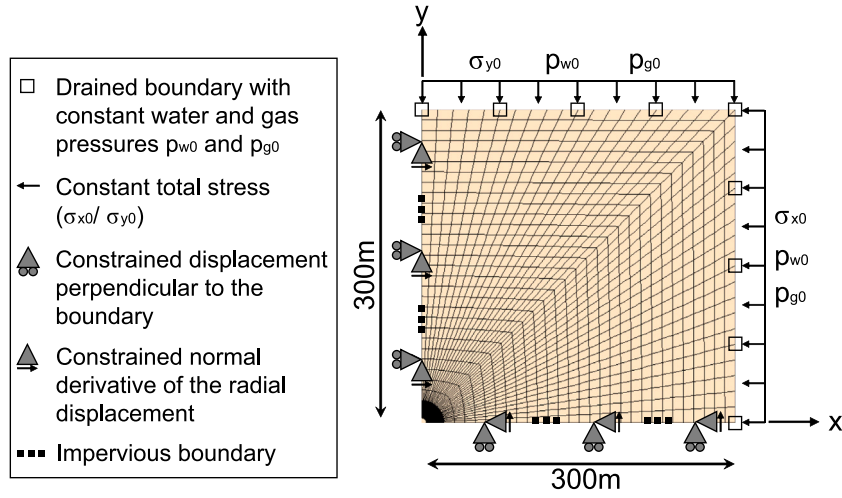 Drained boundary with
constant water and gas
pressures pw0 and pg0
Constant total stress
(σx0/ σy0)
Constrained displacement
perpendicular to the
boundary
Constrained normal
derivative of the radial
displacement
Impervious boundary
y
σy0 pw0 pg0
300m
σx0
pw0
pg0
x
300m